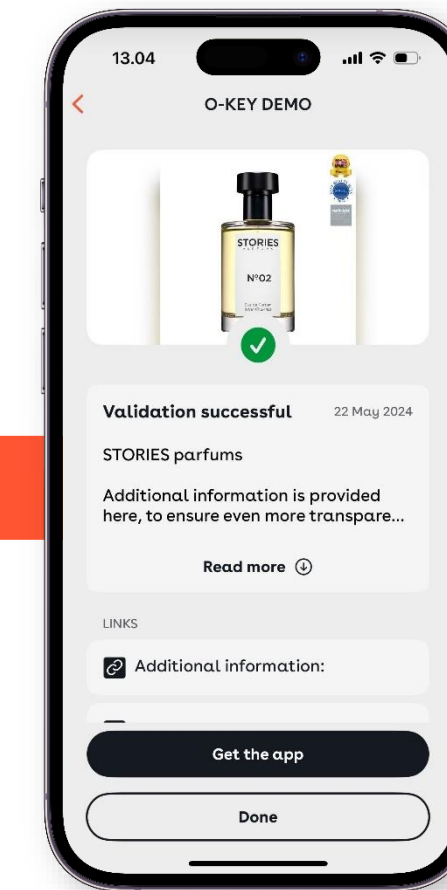 13.04
O-KEY DEMO
STORIES
PARFUMS
Nº02
Validation successful 22 May 2024
STORIES parfums
Additional information is provided
here, to ensure even more transpare...
Read more
LINKS
Additional information:
Get the app
Done